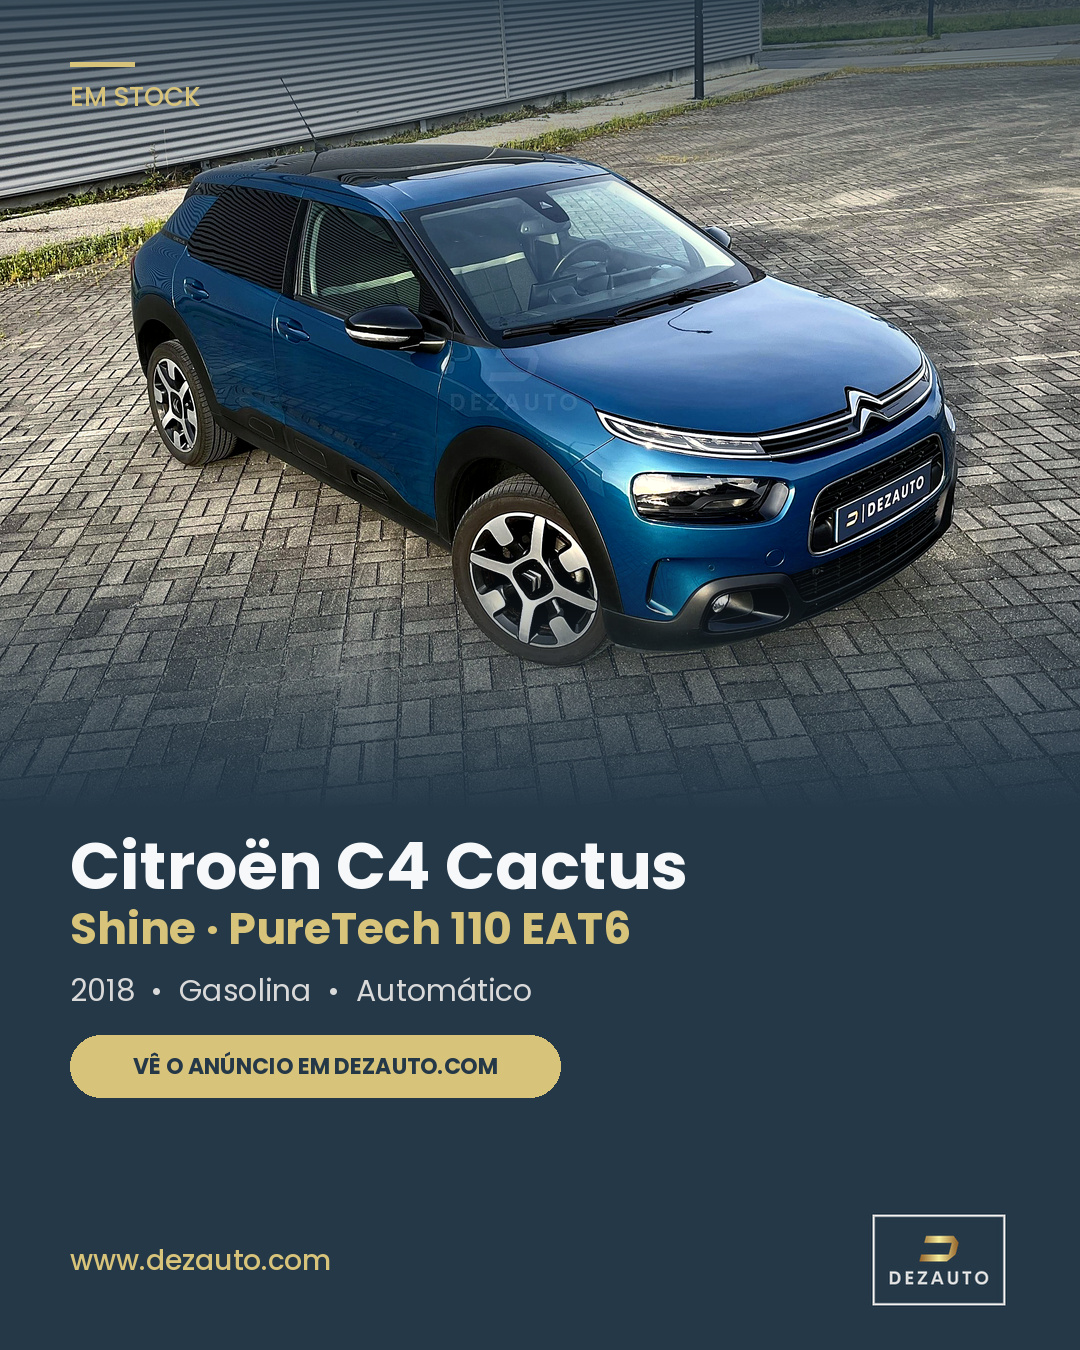 EM STOCK
DEZAUTO
DEZAUTO
Citroën C4 Cactus
Shine · PureTech 110 EAT6
2018 • Gasolina • Automático
VÊ O ANÚNCIO EM DEZAUTO.COM
www.dezauto.com
DEZAUTO